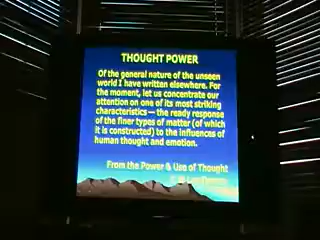 THOUGHT POWER
Of the general nature of the unseen
world I have written elsewhere. For
the moment, let us concentrate our
attention on one of its most striking
characteristics — the ready response
of the finer types of matter (of which
it is constructed) to the influences of
human thought and emotion.
From the Power & Use of Thought